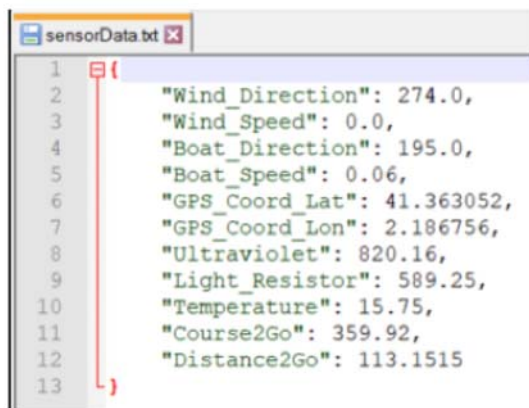 sensorData.txt
1 {
2 "Wind_Direction": 274.0,
3 "Wind_Speed": 0.0,
4 "Boat_Direction": 195.0,
5 "Boat_Speed": 0.06,
6 "GPS_Coord_Lat": 41.363052,
7 "GPS_Coord_Lon": 2.186756,
8 "Ultraviolet": 820.16,
9 "Light_Resistor": 589.25,
10 "Temperature": 15.75,
11 "Course2Go": 359.92,
12 "Distance2Go": 113.1515
13 }